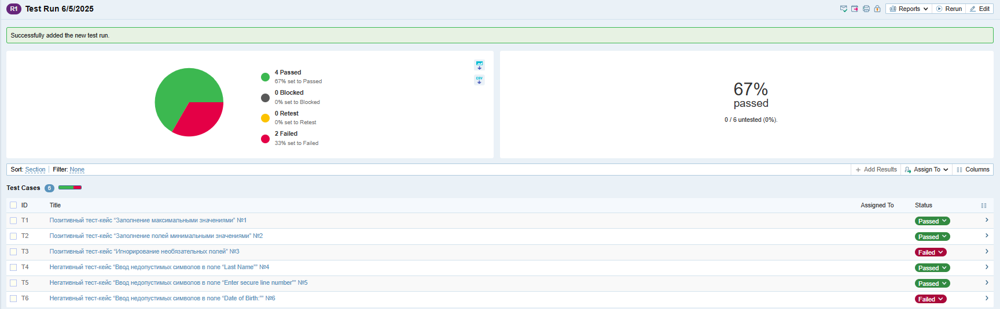 R1 Test Run 6/5/2025
Reports Rerun Edit
Successfully added the new test run.
4 Passed
67% set to Passed
0 Blocked
0% set to Blocked
0 Retest
0% set to Retest
2 Failed
33% set to Failed
CSV
67%
passed
0 / 6 untested (0%).
Sort: Section Filter: None
+ Add Results Assign To Columns
Test Cases 6
ID Title Assigned To Status
T1 Позитивный тест-кейс “Заполнение максимальными значениями” №1 Passed
T2 Позитивный тест-кейс “Заполнение полей минимальными значениями” №2 Passed
T3 Позитивный тест-кейс “Игнорирование необязательных полей” №3 Failed
T4 Негативный тест-кейс “Ввод недопустимых символов в поле “Last Name”” №4 Passed
T5 Негативный тест-кейс “Ввод недопустимых символов в поле “Enter secure line number”” №5 Passed
T6 Негативный тест-кейс “Ввод недопустимых символов в поле “Date of Birth:”” №6 Failed